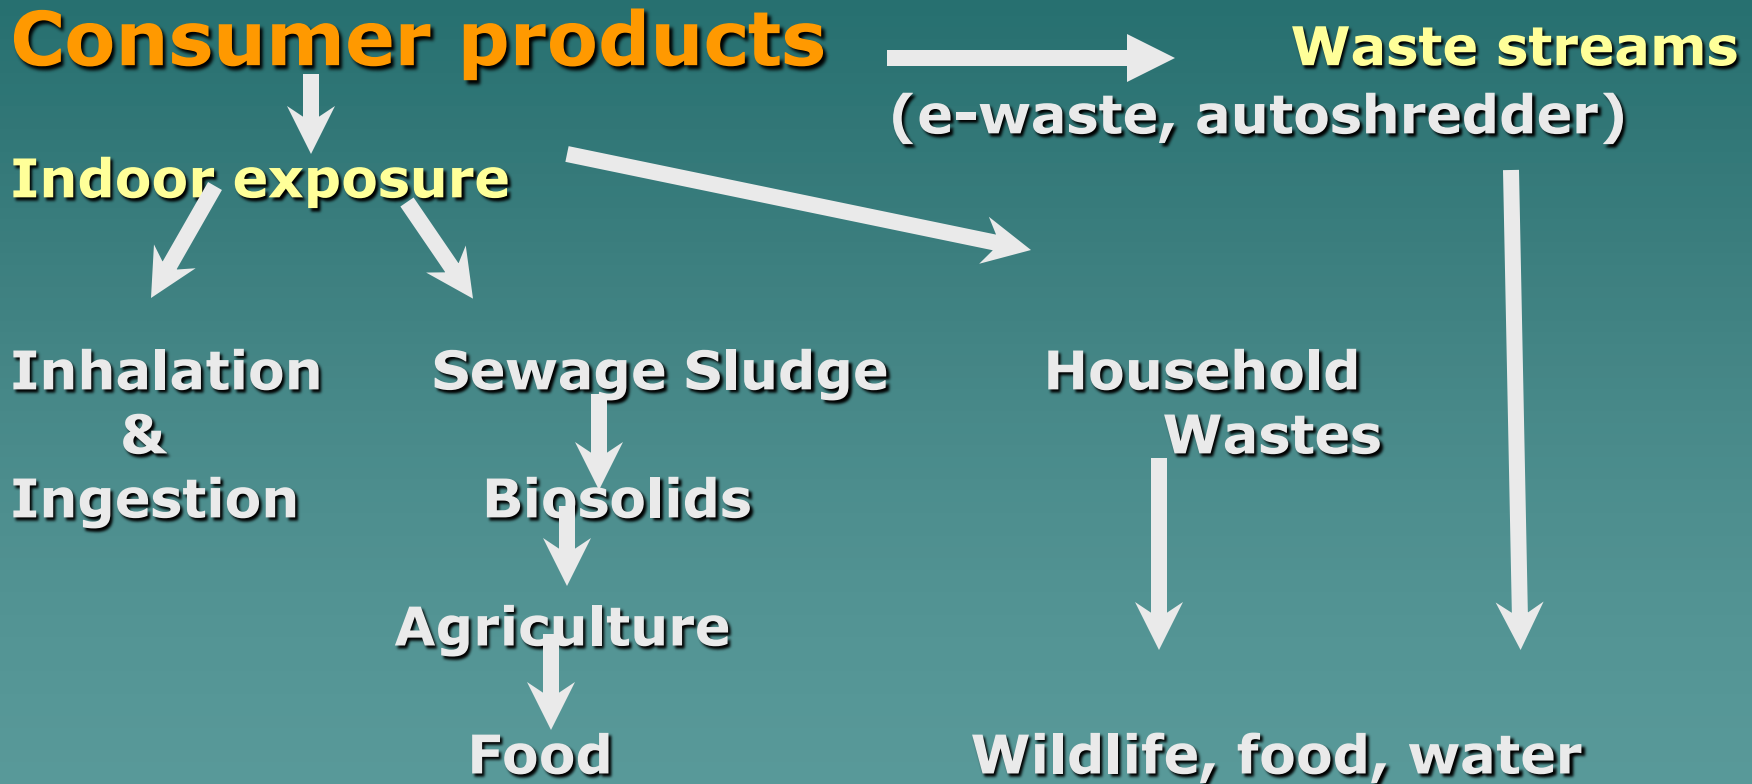 Consumer products Waste streams
(e-waste, autoshredder)
Indoor exposure
Inhalation Sewage Sludge Household
& Wastes
Ingestion Biosolids
Agriculture
Food Wildlife, food, water